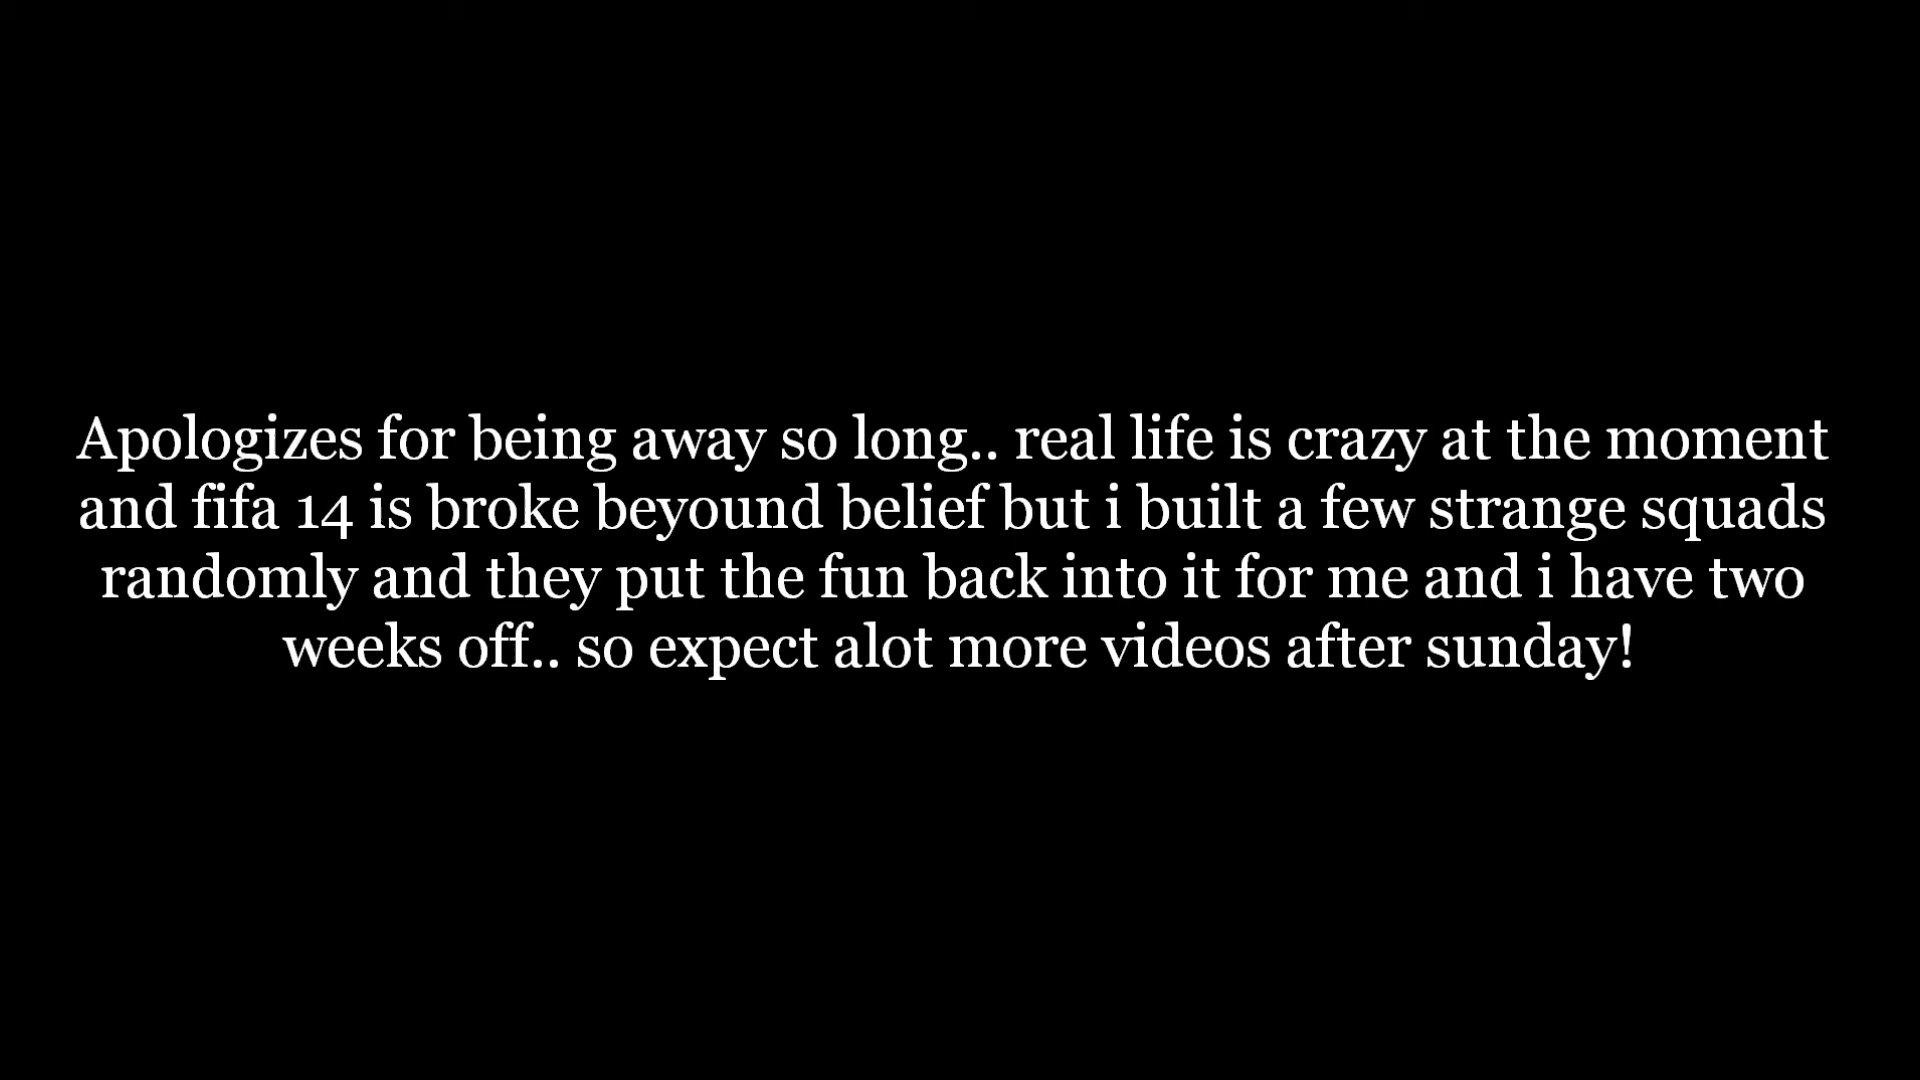 Apologizes for being away so long.. real life is crazy at the moment
and fifa 14 is broke beyound belief but i built a few strange squads
randomly and they put the fun back into it for me and i have two
weeks off.. so expect alot more videos after sunday!